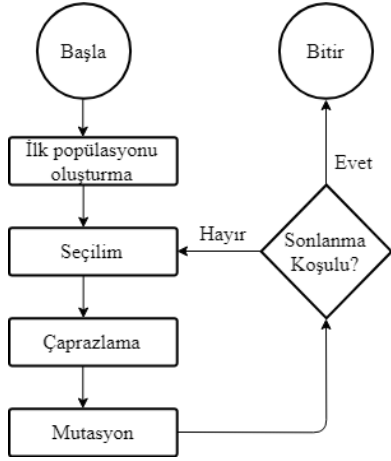 Başla
Bitir
İlk popülasyonu
oluşturma
Evet
Hayır
Seçilim
Sonlanma
Koşulu?
Çaprazlama
Mutasyon